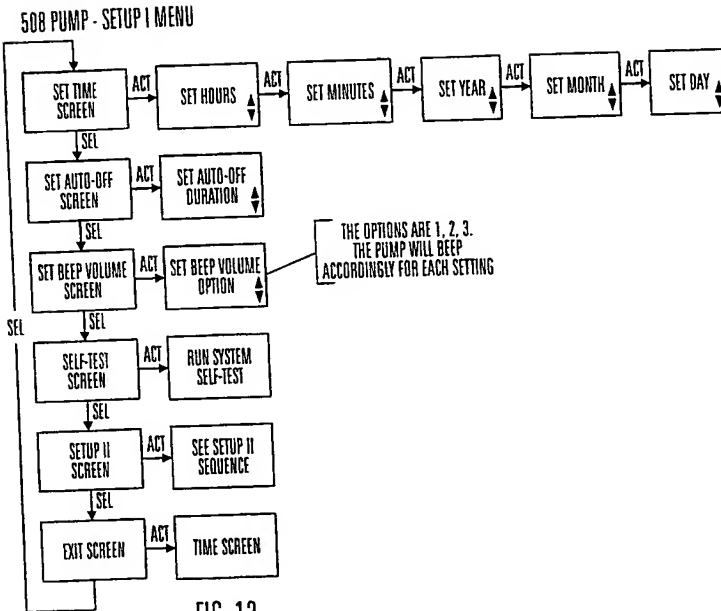 508 PUMP - SETUP I MENU
SET TIME
SCREEN
ACT
SET HOURS
ACT
SET MINUTES
ACT
SET YEAR
ACT
SET MONTH
ACT
SET DAY
SEL
SET AUTO-OFF
SCREEN
ACT
SET AUTO-OFF
DURATION
SEL
SET BEEP VOLUME
SCREEN
ACT
SET BEEP VOLUME
OPTION
THE OPTIONS ARE 1, 2, 3.
THE PUMP WILL BEEP
ACCORDINGLY FOR EACH SETTING
SEL
SEL
SELF-TEST
SCREEN
ACT
RUN SYSTEM
SELF-TEST
SEL
SETUP II
SCREEN
ACT
SEE SETUP II
SEQUENCE
SEL
EXIT SCREEN
ACT
TIME SCREEN
FIG. 12